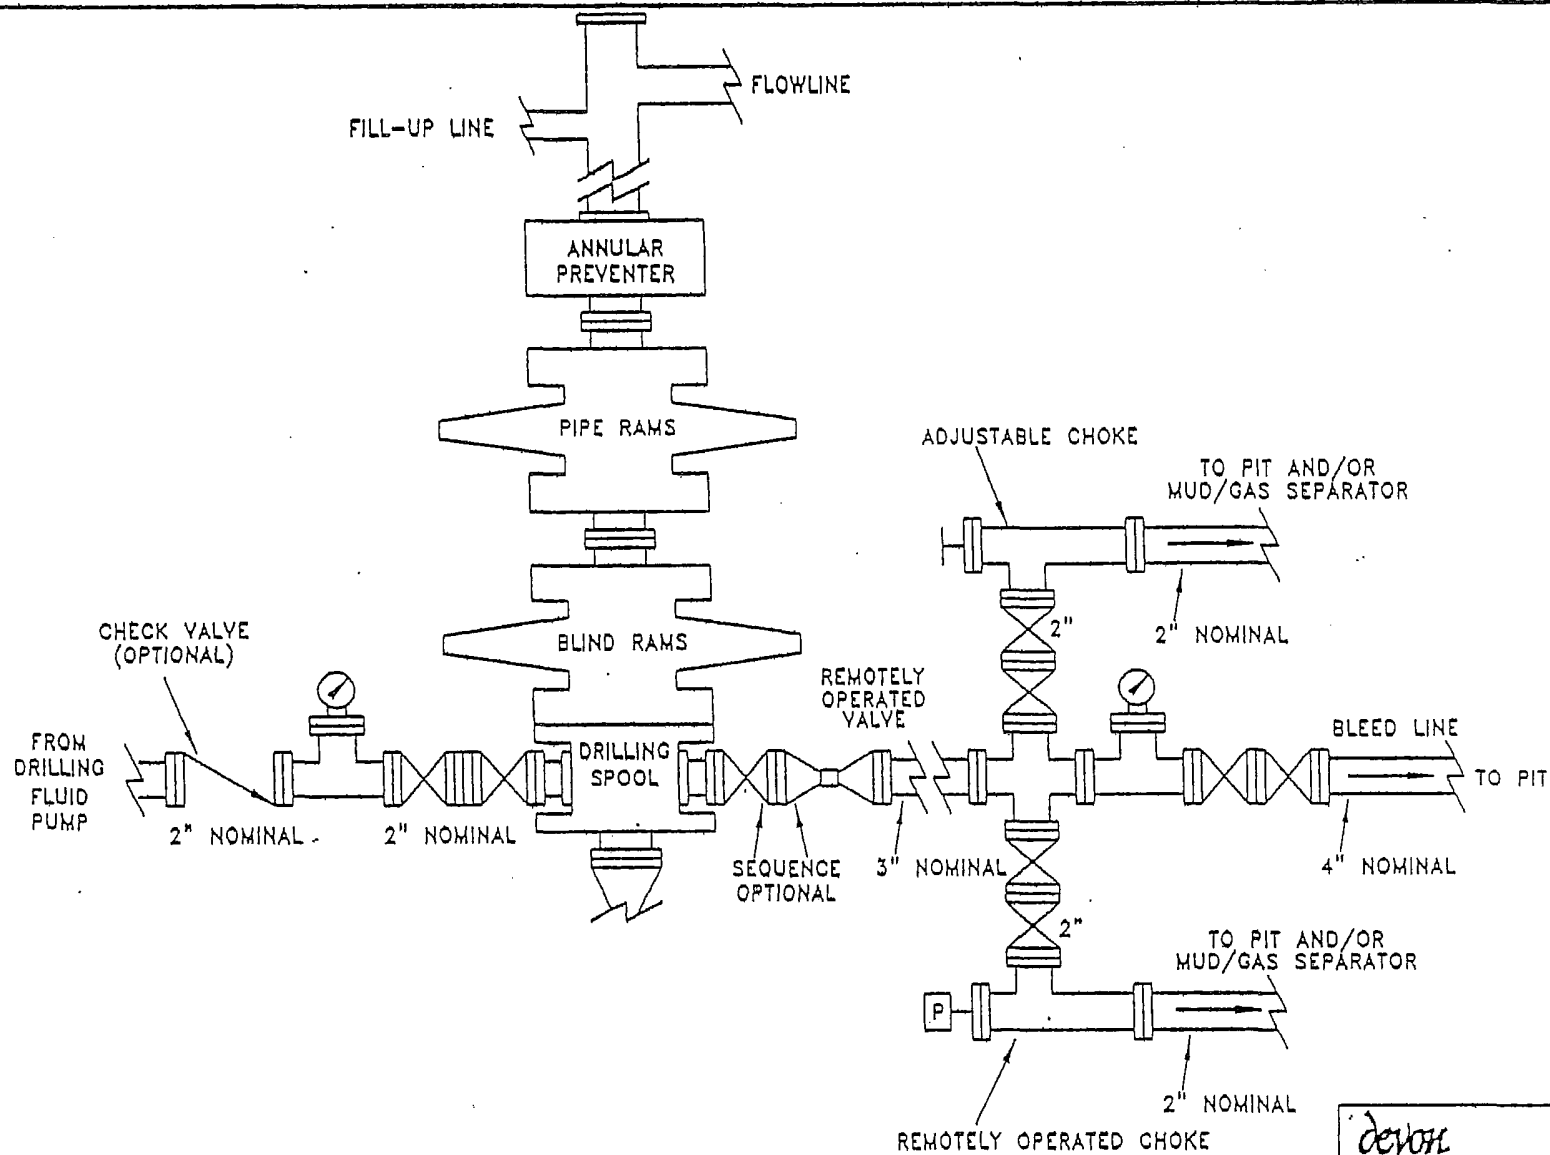 FLOWLINE
FILL-UP LINE
ANNULAR
PREVENTER
PIPE RAMS
ADJUSTABLE CHOKE
TO PIT AND/OR
MUD/GAS SEPARATOR
2"
2" NOMINAL
CHECK VALVE
(OPTIONAL)
BLIND RAMS
REMOTELY
OPERATED
VALVE
FROM
DRILLING
FLUID
PUMP
DRILLING
SPOOL
BLEED LINE
TO PIT
2" NOMINAL
2" NOMINAL
SEQUENCE
OPTIONAL
3" NOMINAL
4" NOMINAL
2"
TO PIT AND/OR
MUD/GAS SEPARATOR
P
2" NOMINAL
REMOTELY OPERATED CHOKE
devon